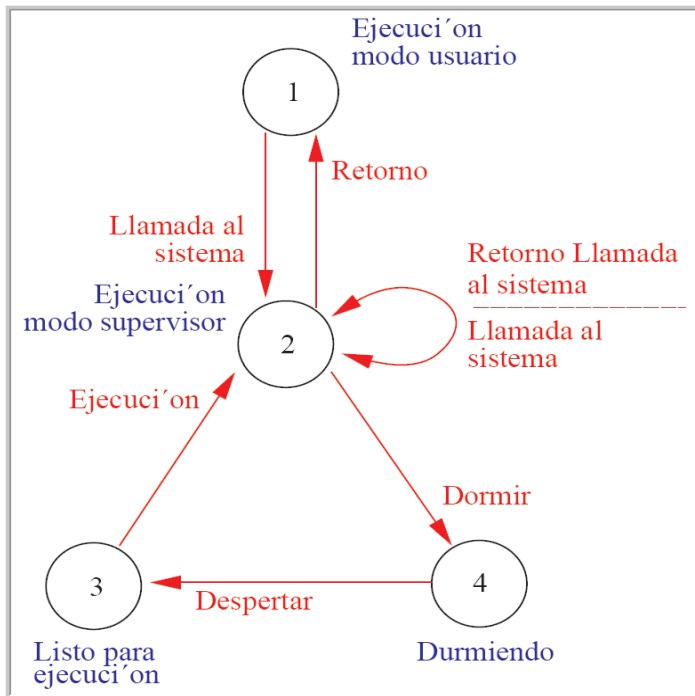 Ejecuci´on
modo usuario
1
Retorno
Llamada al
sistema
Retorno Llamada
al sistema
Llamada al
sistema
Ejecuci´on
modo supervisor
2
Ejecuci´on
Dormir
3
Despertar
4
Listo para
ejecuci´on
Durmiendo